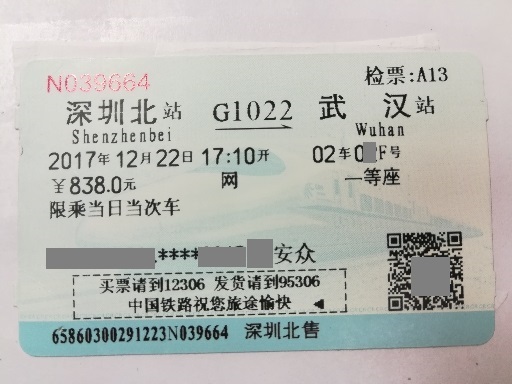 N039664 检票:A13
深圳北站 G1022 武汉站
Shenzhenbei Wuhan
2017年12月22日17:10开 02车0 F号
￥838.0元 网 一等座
限乘当日当次车
**** 安众
买票请到12306 发货请到95306
中国铁路祝您旅途愉快
65860300291223N039664 深圳北售